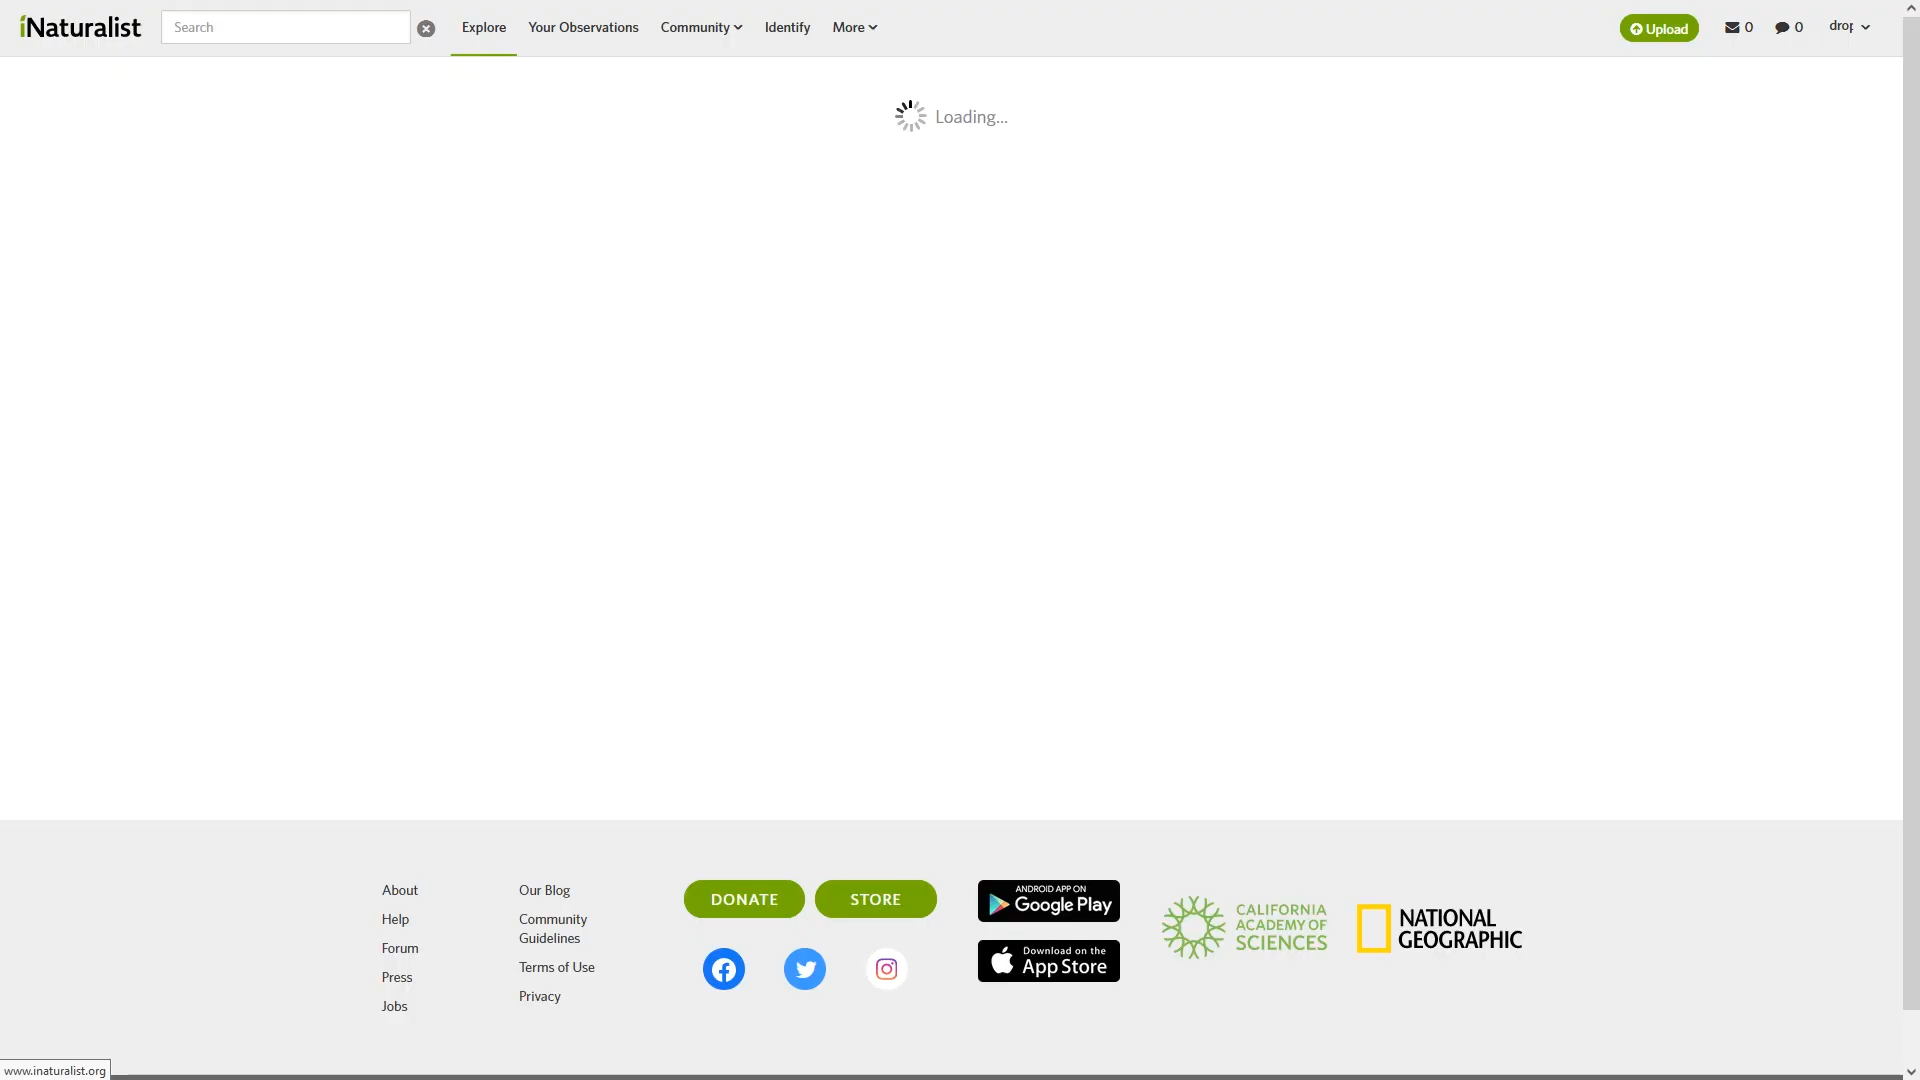 iNaturalist Search Explore Your Observations Community Identify More Upload 0 0
Loading...
About
Help
Forum
Press
Jobs
Our Blog
Community
Guidelines
Terms of Use
Privacy
DONATE STORE
ANDROID APP ON
Google Play
Download on the
App Store
CALIFORNIA
ACADEMY OF
SCIENCES
NATIONAL
GEOGRAPHIC
www.inaturalist.org